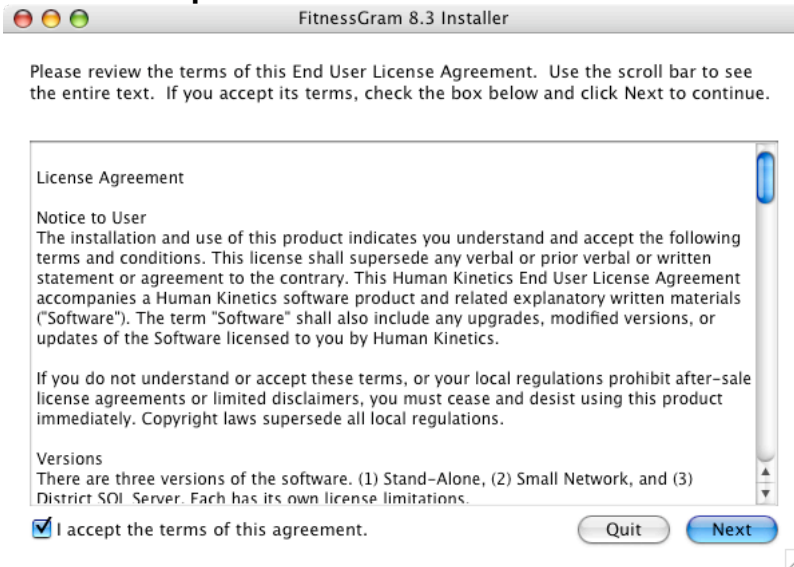 FitnessGram 8.3 Installer
Please review the terms of this End User License Agreement.  Use the scroll bar to see
the entire text.  If you accept its terms, check the box below and click Next to continue.
License Agreement
Notice to User
The installation and use of this product indicates you understand and accept the following
terms and conditions. This license shall supersede any verbal or prior verbal or written
statement or agreement to the contrary. This Human Kinetics End User License Agreement
accompanies a Human Kinetics software product and related explanatory written materials
("Software"). The term "Software" shall also include any upgrades, modified versions, or
updates of the Software licensed to you by Human Kinetics.
If you do not understand or accept these terms, or your local regulations prohibit after-sale
license agreements or limited disclaimers, you must cease and desist using this product
immediately. Copyright laws supersede all local regulations.
Versions
There are three versions of the software. (1) Stand-Alone, (2) Small Network, and (3)
District SQL Server. Each has its own license limitations.
I accept the terms of this agreement.
Quit
Next